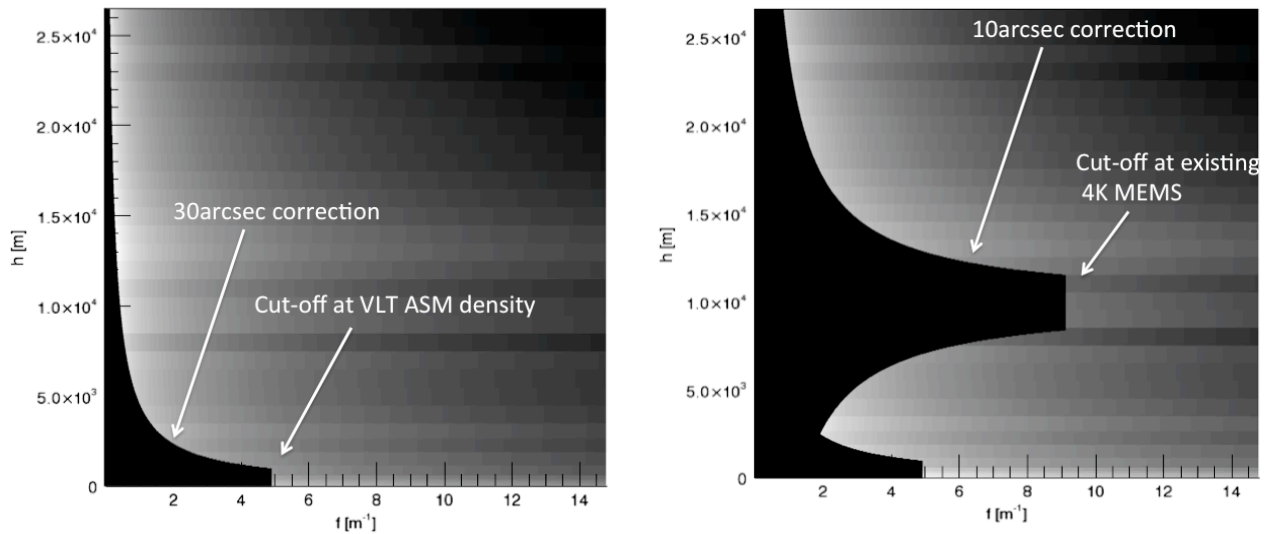 2.5×10⁴
2.0×10⁴
1.5×10⁴
1.0×10⁴
5.0×10³
0
h [m]
30arcsec correction
Cut-off at VLT ASM density
2 4 6 8 10 12 14
f [m⁻¹]
2.5×10⁴
2.0×10⁴
1.5×10⁴
1.0×10⁴
5.0×10³
0
h [m]
10arcsec correction
Cut-off at existing
4K MEMS
2 4 6 8 10 12 14
f [m⁻¹]